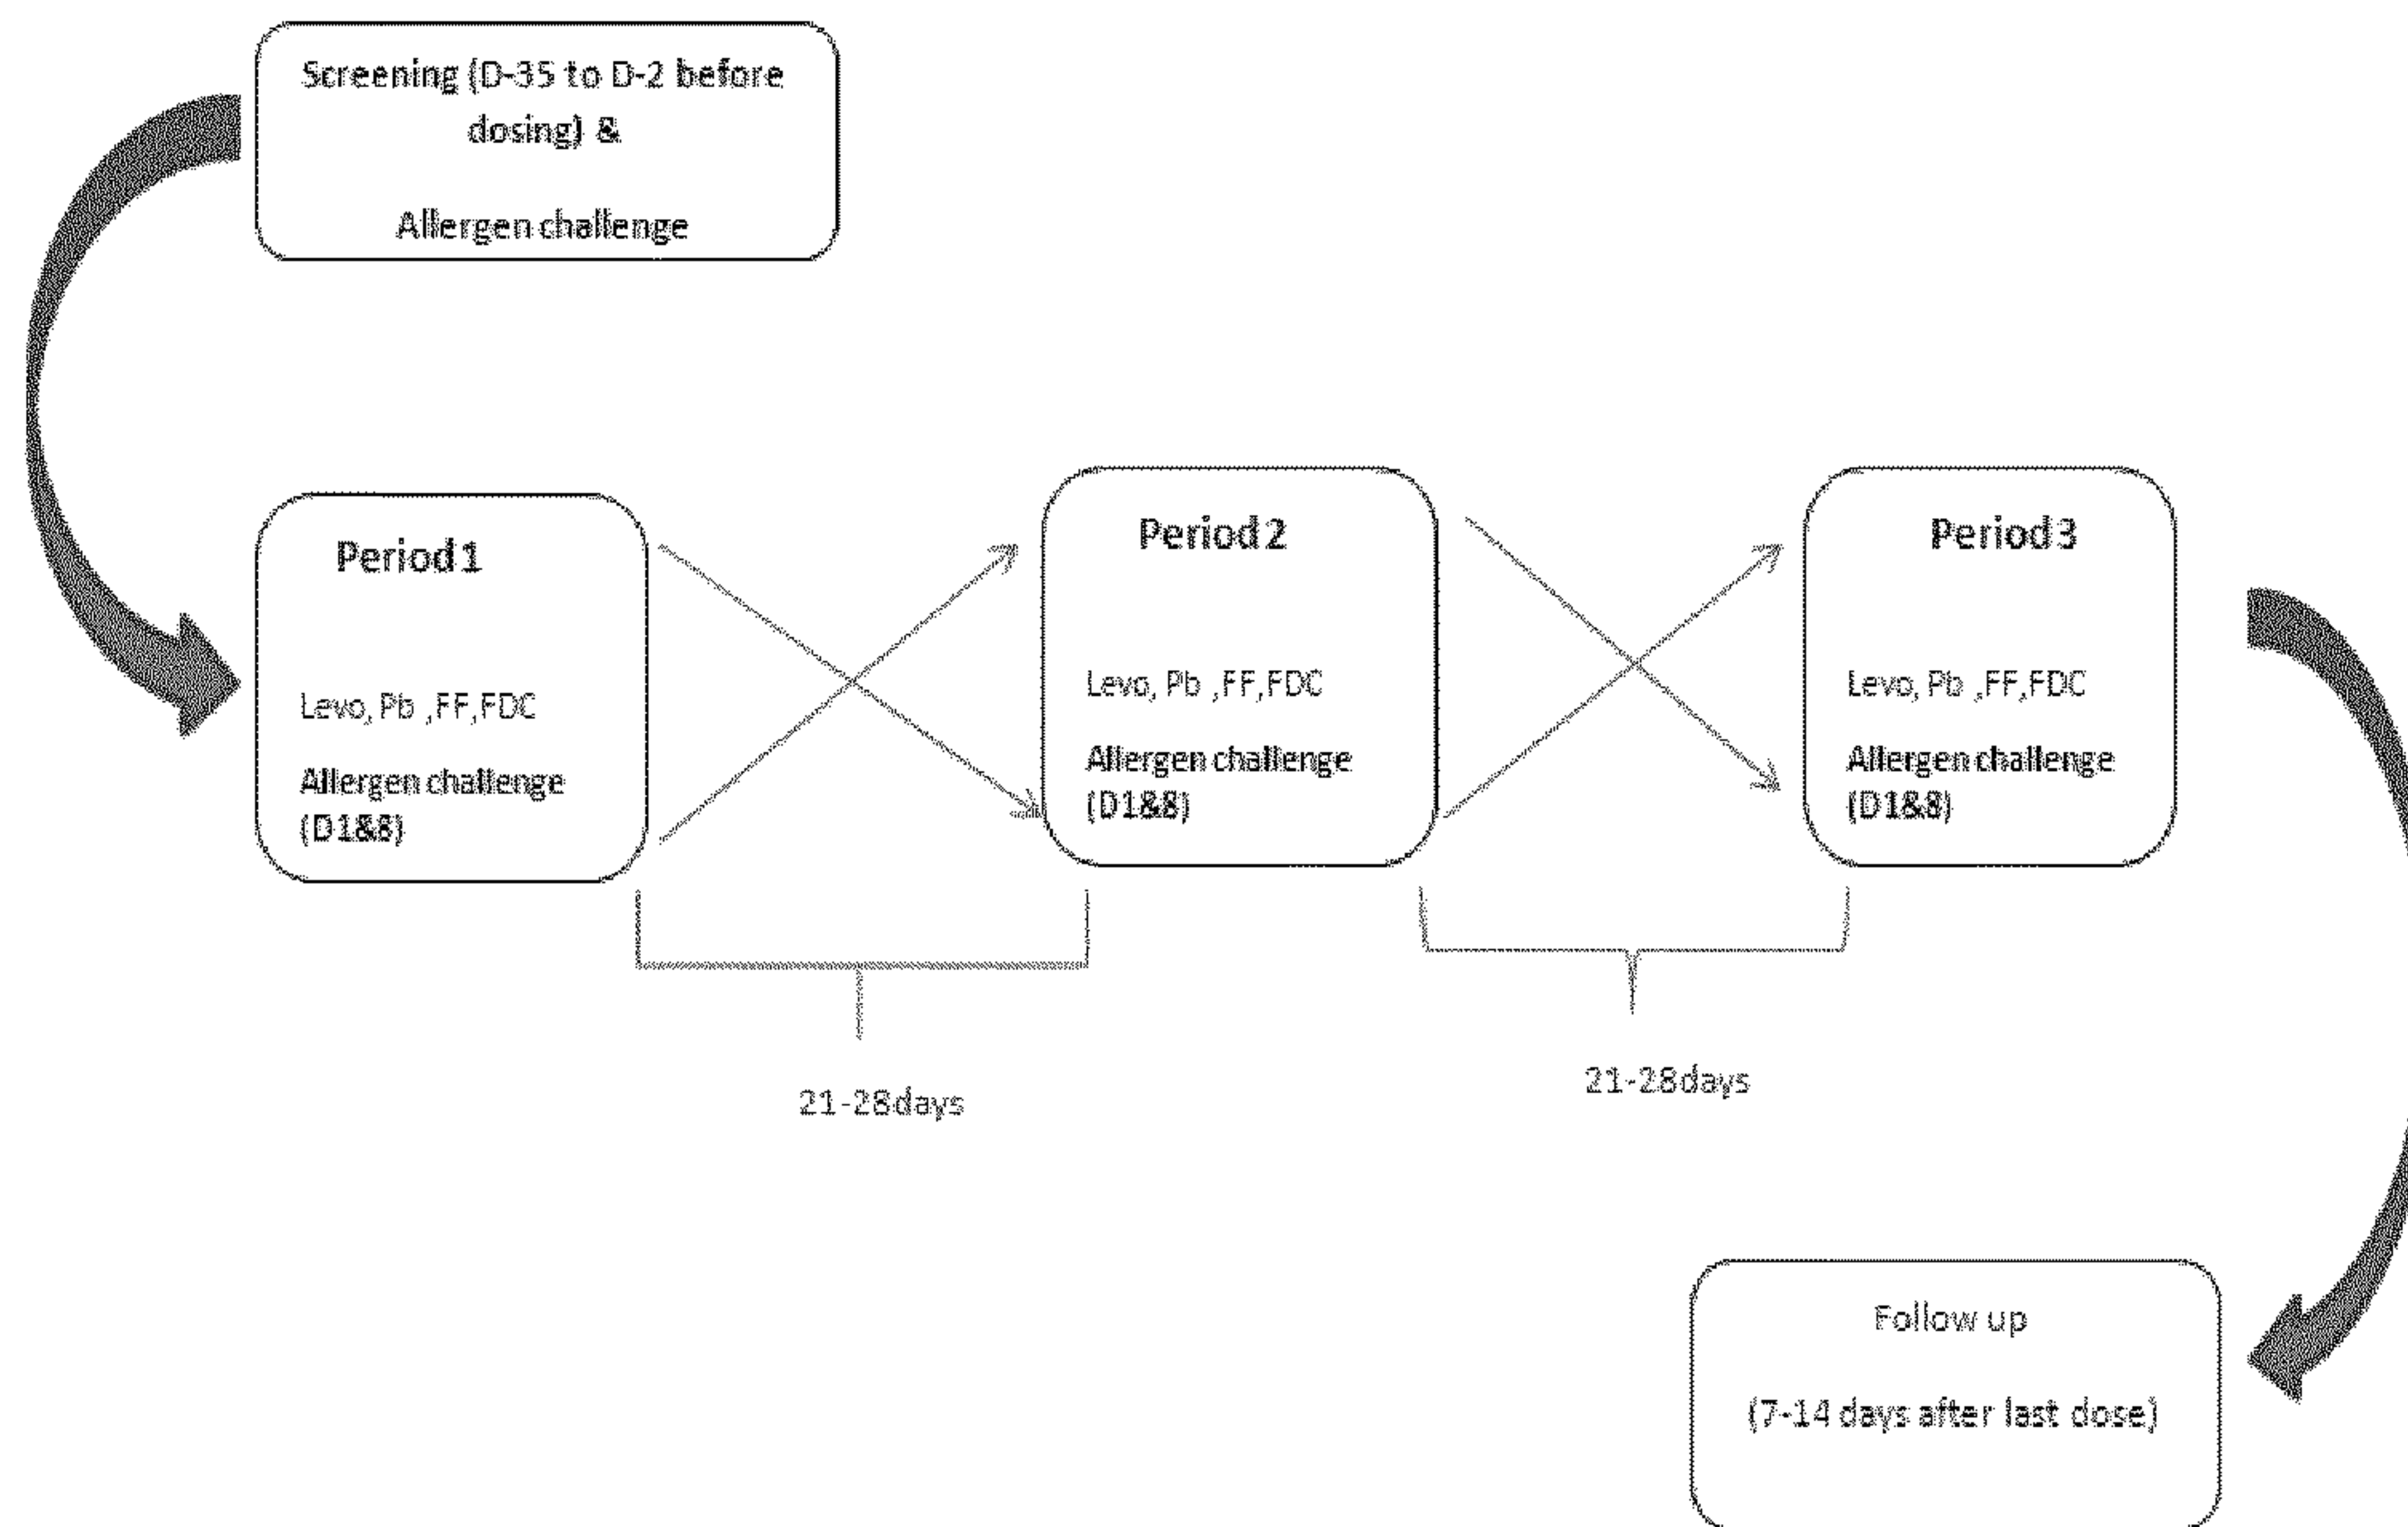 Screening (D-35 to D-2 before
dosing) &
Allergen challenge
Period 1
Levo, Pb ,FF,FDC
Allergen challenge
(D1&8)
Period 2
Levo, Pb ,FF,FDC
Allergen challenge
(D1&8)
Period 3
Levo, Pb ,FF,FDC
Allergen challenge
(D1&8)
21-28days
21-28days
Follow up
(7-14 days after last dose)